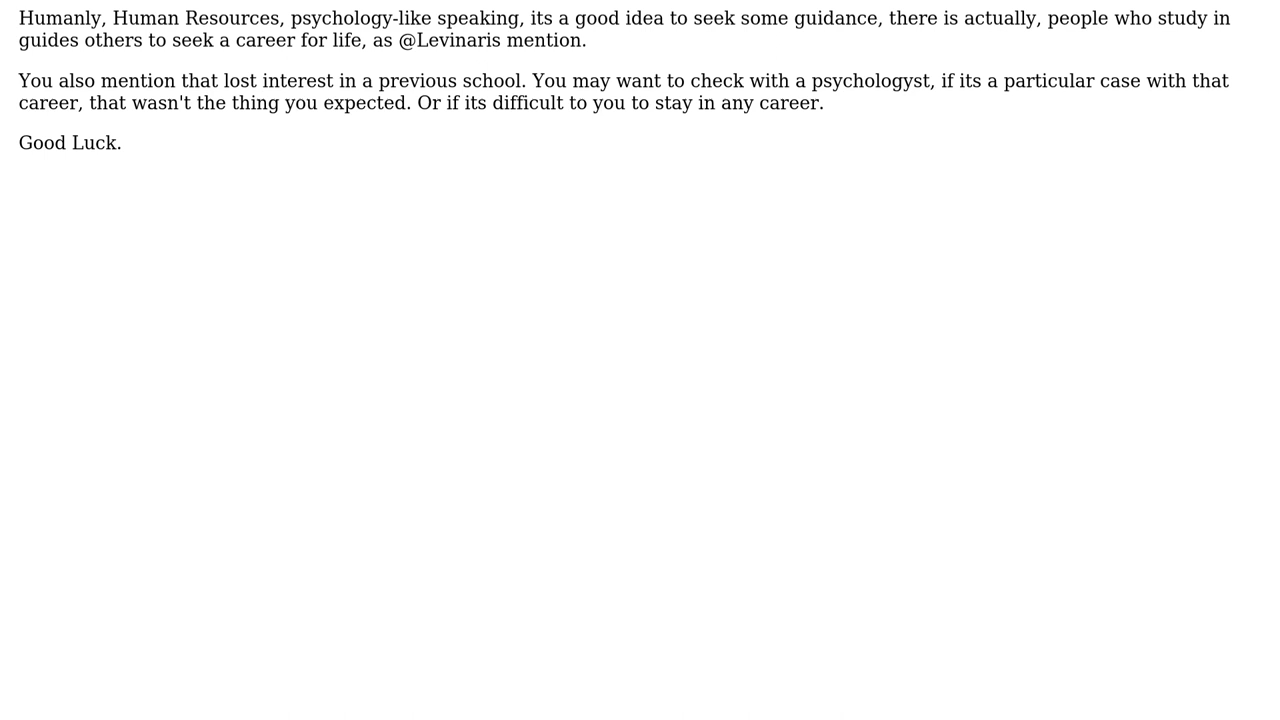 Humanly, Human Resources, psychology-like speaking, its a good idea to seek some guidance, there is actually, people who study in
guides others to seek a career for life, as @Levinaris mention.
You also mention that lost interest in a previous school. You may want to check with a psychologyst, if its a particular case with that
career, that wasn't the thing you expected. Or if its difficult to you to stay in any career.
Good Luck.